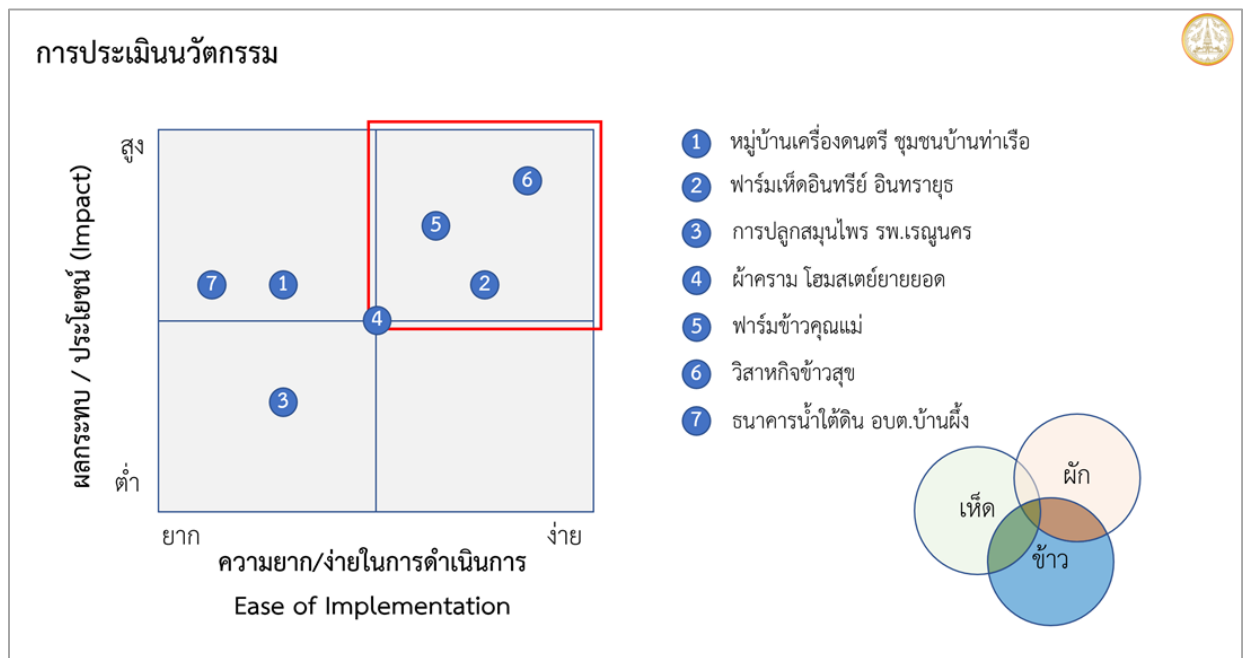 การประเมินนวัตกรรม
สูง
ผลกระทบ / ประโยชน์ (Impact)
ต่ำ
6
5
7
1
2
4
3
ยาก
ง่าย
ความยาก/ง่ายในการดำเนินการ
Ease of Implementation
1 หมู่บ้านเครื่องดนตรี ชุมชนบ้านท่าเรือ
2 ฟาร์มเห็ดอินทรีย์ อินทรายุธ
3 การปลูกสมุนไพร รพ.เรณูนคร
4 ผ้าคราม โฮมสเตย์ยายยอด
5 ฟาร์มข้าวคุณแม่
6 วิสาหกิจข้าวสุข
7 ธนาคารน้ำใต้ดิน อบต.บ้านผึ้ง
ผัก
เห็ด
ข้าว